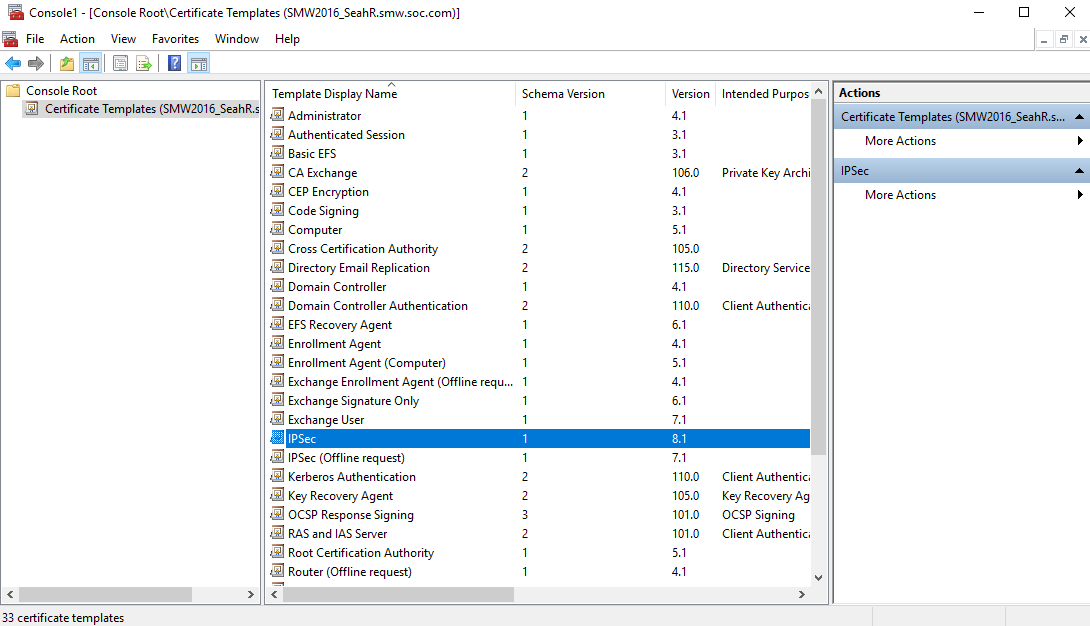 Console1 - [Console Root\Certificate Templates (SMW2016_SeahR.smw.soc.com)]
File Action View Favorites Window Help
Console Root
Certificate Templates (SMW2016_SeahR.s
Template Display Name Schema Version Version Intended Purpos
Administrator 1 4.1
Authenticated Session 1 3.1
Basic EFS 1 3.1
CA Exchange 2 106.0 Private Key Archi
CEP Encryption 1 4.1
Code Signing 1 3.1
Computer 1 5.1
Cross Certification Authority 2 105.0
Directory Email Replication 2 115.0 Directory Service
Domain Controller 1 4.1
Domain Controller Authentication 2 110.0 Client Authentica
EFS Recovery Agent 1 6.1
Enrollment Agent 1 4.1
Enrollment Agent (Computer) 1 5.1
Exchange Enrollment Agent (Offline requ... 1 4.1
Exchange Signature Only 1 6.1
Exchange User 1 7.1
IPSec 1 8.1
IPSec (Offline request) 1 7.1
Kerberos Authentication 2 110.0 Client Authentica
Key Recovery Agent 2 105.0 Key Recovery Ag
OCSP Response Signing 3 101.0 OCSP Signing
RAS and IAS Server 2 101.0 Client Authentica
Root Certification Authority 1 5.1
Router (Offline request) 1 4.1
Actions
Certificate Templates (SMW2016_SeahR.s...
More Actions
IPSec
More Actions
33 certificate templates